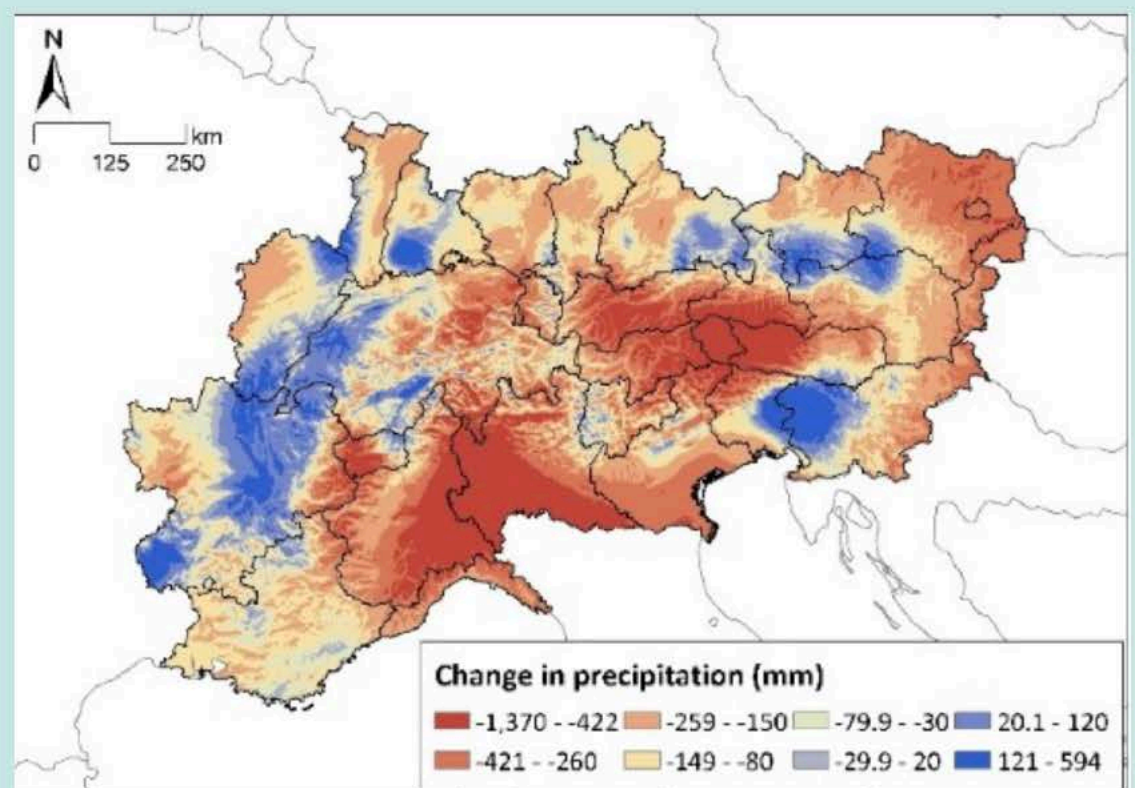 N
km
0 125 250
Change in precipitation (mm)
-1,370 - -422 -259 - -150 -79.9 - -30 20.1 - 120
-421 - -260 -149 - -80 -29.9 - 20 121 - 594